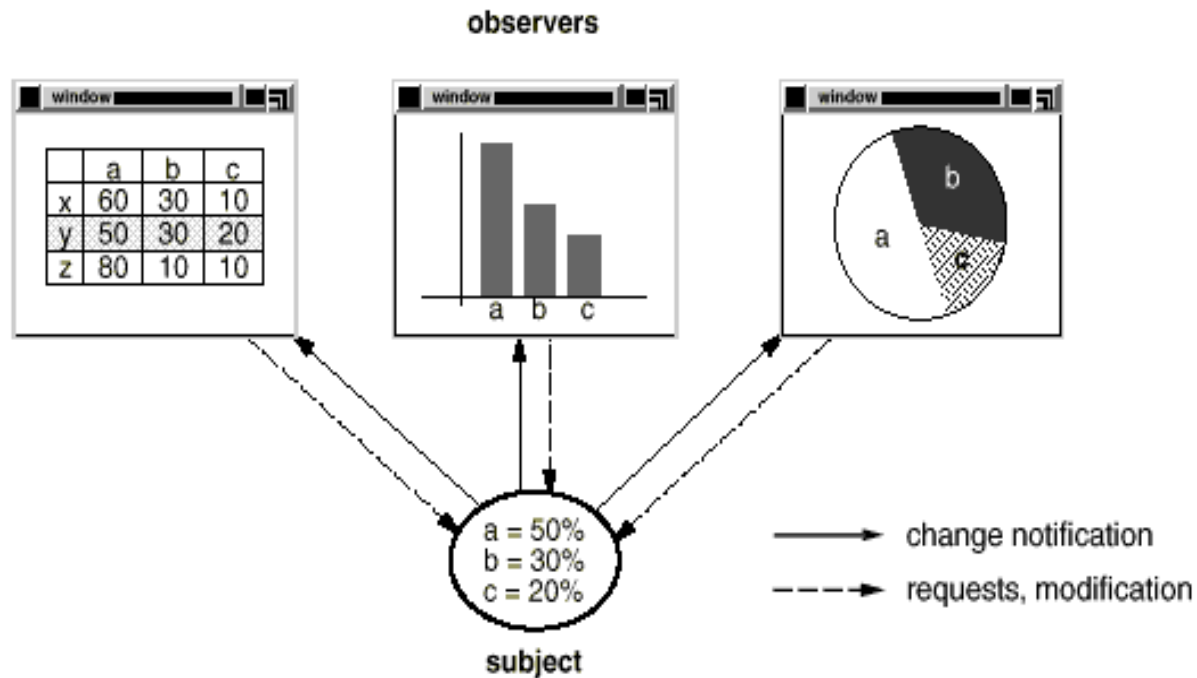 observers
window
a b c
x 60 30 10
y 50 30 20
z 80 10 10
window
a b c
window
b
a
c
a = 50%
b = 30%
c = 20%
subject
change notification
requests, modification